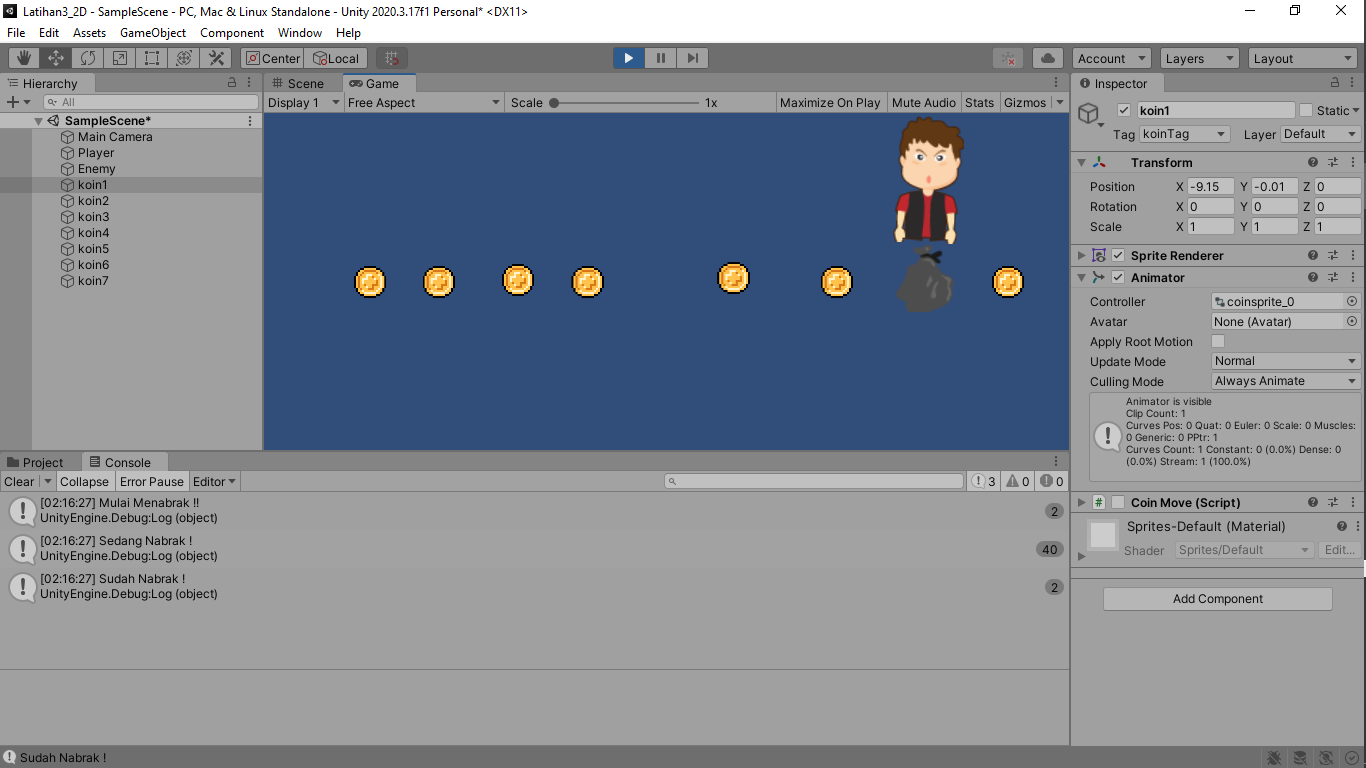 Latihan3_2D - SampleScene - PC, Mac & Linux Standalone - Unity 2020.3.17f1 Personal* <DX11>
File Edit Assets GameObject Component Window Help
Center Local Account Layers Layout
Hierarchy Scene Game Inspector
All Display 1 Free Aspect Scale 1x Maximize On Play Mute Audio Stats Gizmos
koin1 Static
SampleScene*
Main Camera
Player
Enemy
koin1
koin2
koin3
koin4
koin5
koin6
koin7
Tag koinTag Layer Default
Transform
Position X -9.15 Y -0.01 Z 0
Rotation X 0 Y 0 Z 0
Scale X 1 Y 1 Z 1
Sprite Renderer
Animator
Controller coinsprite_0
Avatar None (Avatar)
Apply Root Motion
Update Mode Normal
Culling Mode Always Animate
Animator is visible
Clip Count: 1
Curves Pos: 0 Quat: 0 Euler: 0 Scale: 0 Muscles:
0 Generic: 0 PPtr: 1
Curves Count: 1 Constant: 0 (0.0%) Dense: 0
(0.0%) Stream: 1 (100.0%)
Coin Move (Script)
Sprites-Default (Material)
Shader Sprites/Default Edit...
Add Component
Project Console
Clear Collapse Error Pause Editor 3 0 0
[02:16:27] Mulai Menabrak !!
UnityEngine.Debug:Log (object) 2
[02:16:27] Sedang Nabrak !
UnityEngine.Debug:Log (object) 40
[02:16:27] Sudah Nabrak !
UnityEngine.Debug:Log (object) 2
Sudah Nabrak !